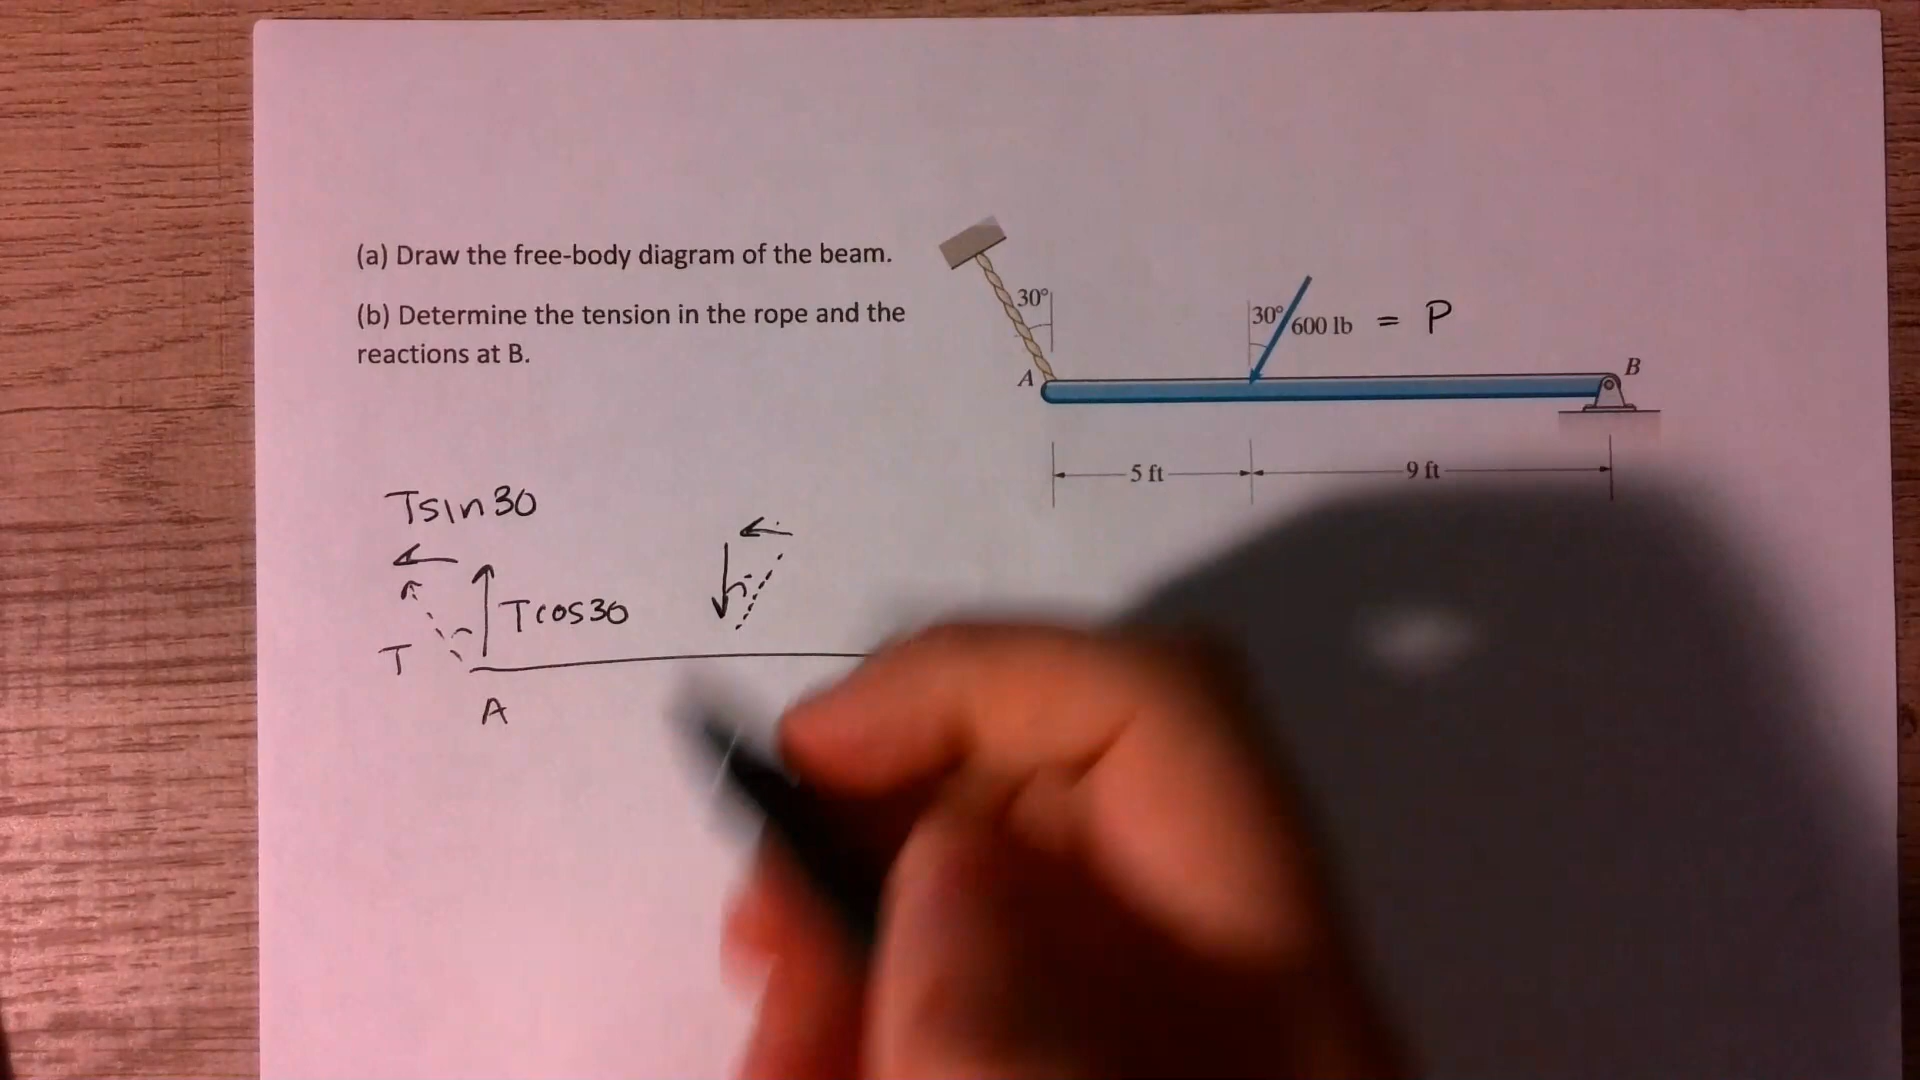 (a) Draw the free-body diagram of the beam.
(b) Determine the tension in the rope and the
reactions at B.
30°
30°
600 lb = P
A
B
5 ft
9 ft
Tsin30
Tcos30
T
A